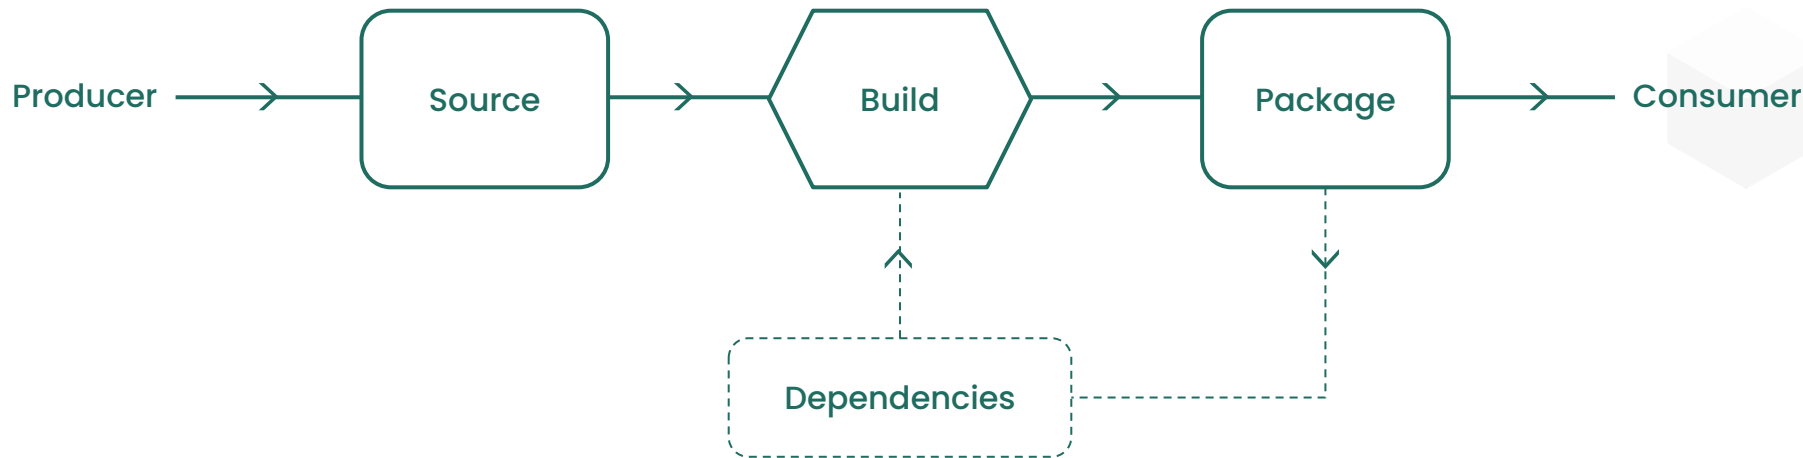 Producer
Source
Build
Package
Consumer
Dependencies